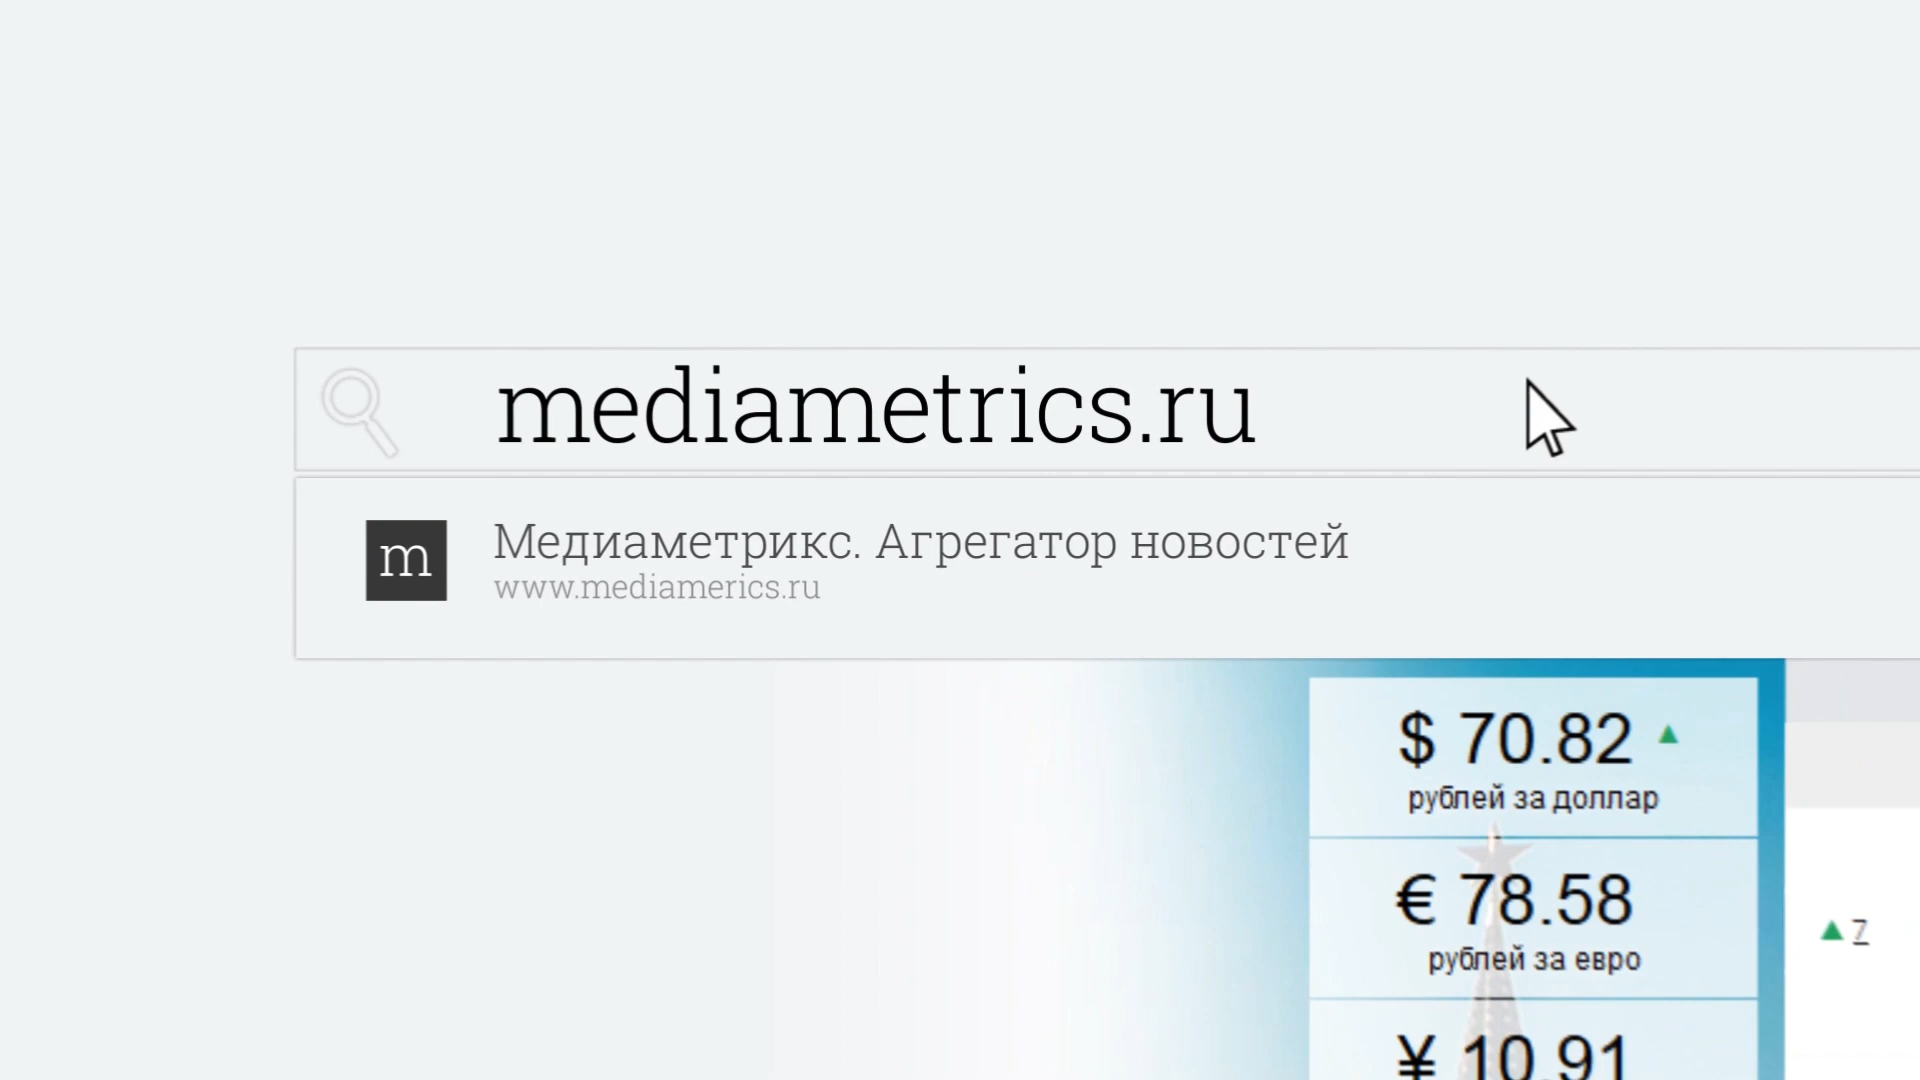 mediametrics.ru
m
Медиаметрикс. Агрегатор новостей
www.mediamerics.ru
$ 70.82 ▲
рублей за доллар
€ 78.58
рублей за евро
▲ 7
¥ 10.91